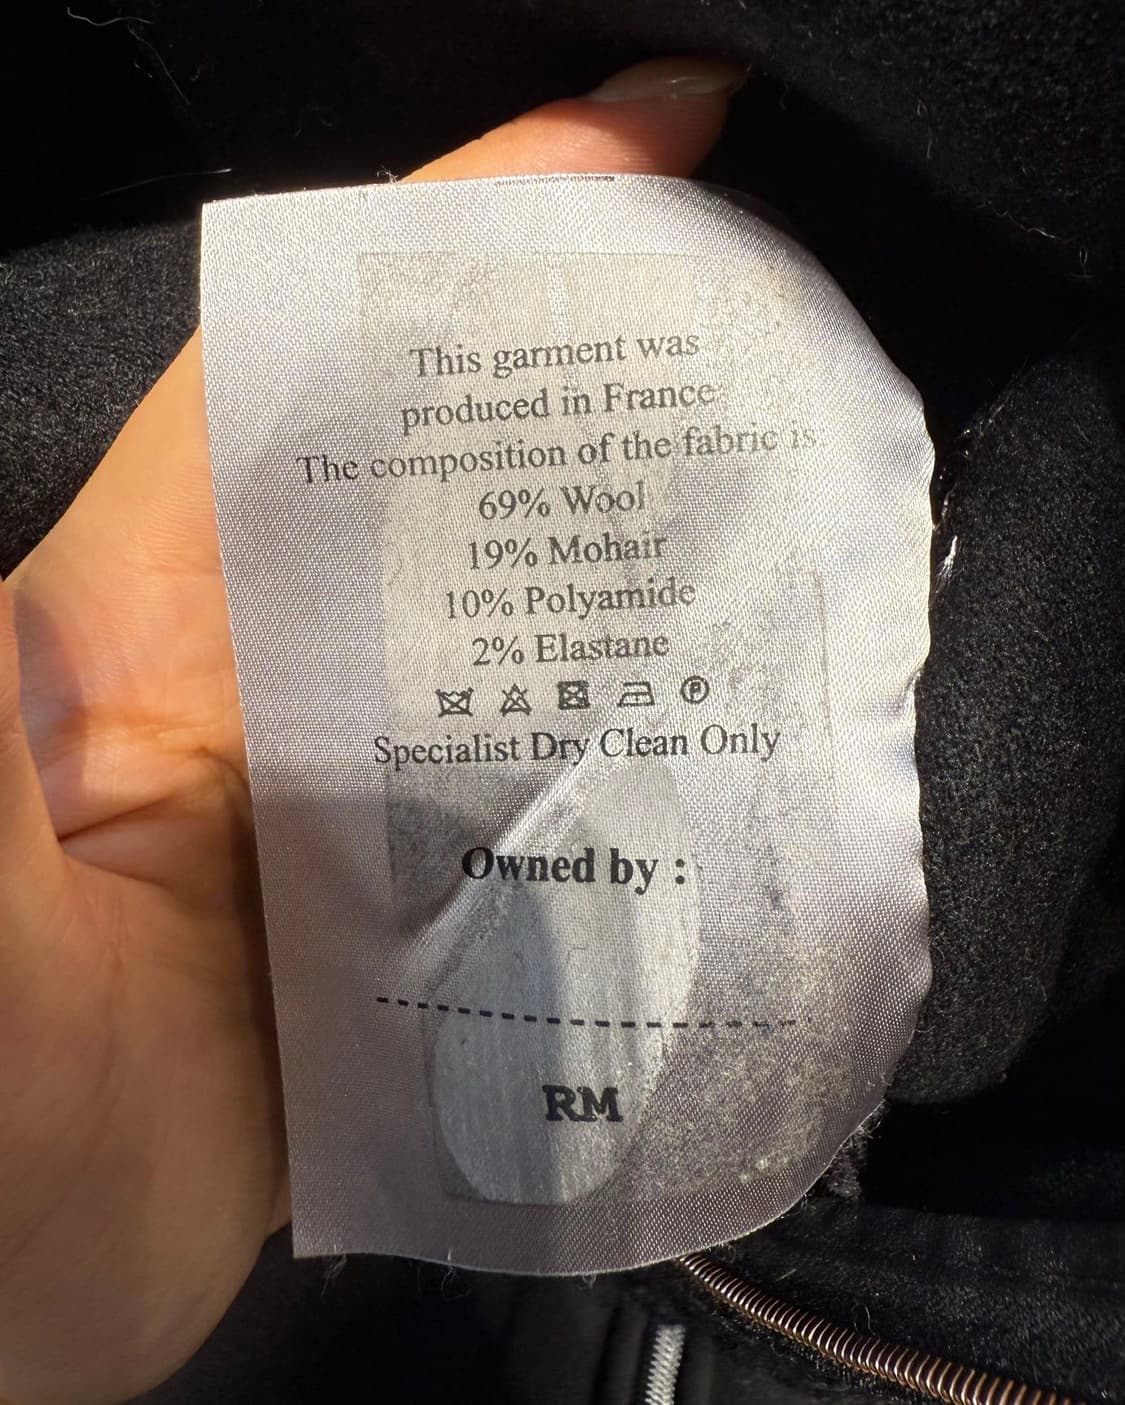 This garment was
produced in France
The composition of the fabric is
69% Wool
19% Mohair
10% Polyamide
2% Elastane
P
Specialist Dry Clean Only
Owned by :
RM